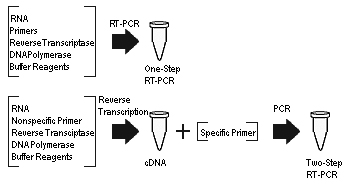 RNA
Primers
Reverse Transcriptase
DNA Polymerase
Buffer Reagents
RT-PCR
One-Step
RT-PCR
RNA
Nonspecific Primer
Reverse Transciptase
DNA Polymerase
Buffer Reagents
Reverse
Transcription
cDNA
+
Specific Primer
PCR
Two-Step
RT-PCR